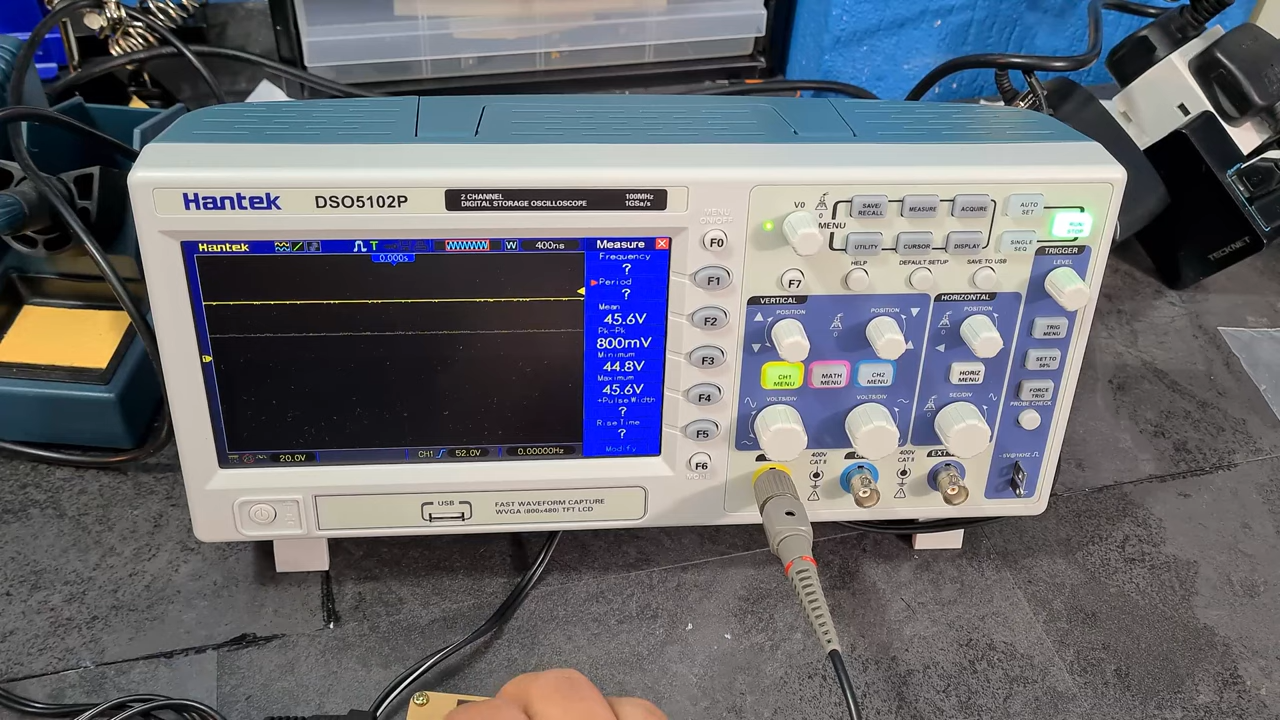 Hantek
DSO5102P
2 CHANNEL
DIGITAL STORAGE OSCILLOSCOPE
100MHz
1GSa/s
Hantek
T
W
400ns
Measure
0.000s
Frequency
?
Period
?
Mean
45.6V
Pk-Pk
800mV
Minimum
44.8V
Maximum
45.6V
+PulseWidth
?
RiseTime
?
Modify
20.0V
CH1
52.0V
0.00000Hz
MENU
ON/OFF
F0
F1
F2
F3
F4
F5
F6
V0
MENU
F7
SAVE/
RECALL
MEASURE
ACQUIRE
UTILITY
CURSOR
DISPLAY
AUTO
SET
SINGLE
SEQ
RUN/
STOP
HELP
DEFAULT SETUP
SAVE TO USB
TRIGGER
LEVEL
TRIG
MENU
SET TO
50%
FORCE
TRIG
PROBE CHECK
VERTICAL
POSITION
POSITION
CH1
MENU
MATH
MENU
CH2
MENU
VOLTS/DIV
VOLTS/DIV
HORIZONTAL
POSITION
HORIZ
MENU
SEC/DIV
400V
CAT II
400V
CAT II
USB
FAST WAVEFORM CAPTURE
WVGA (800x480) TFT LCD
TECKNET